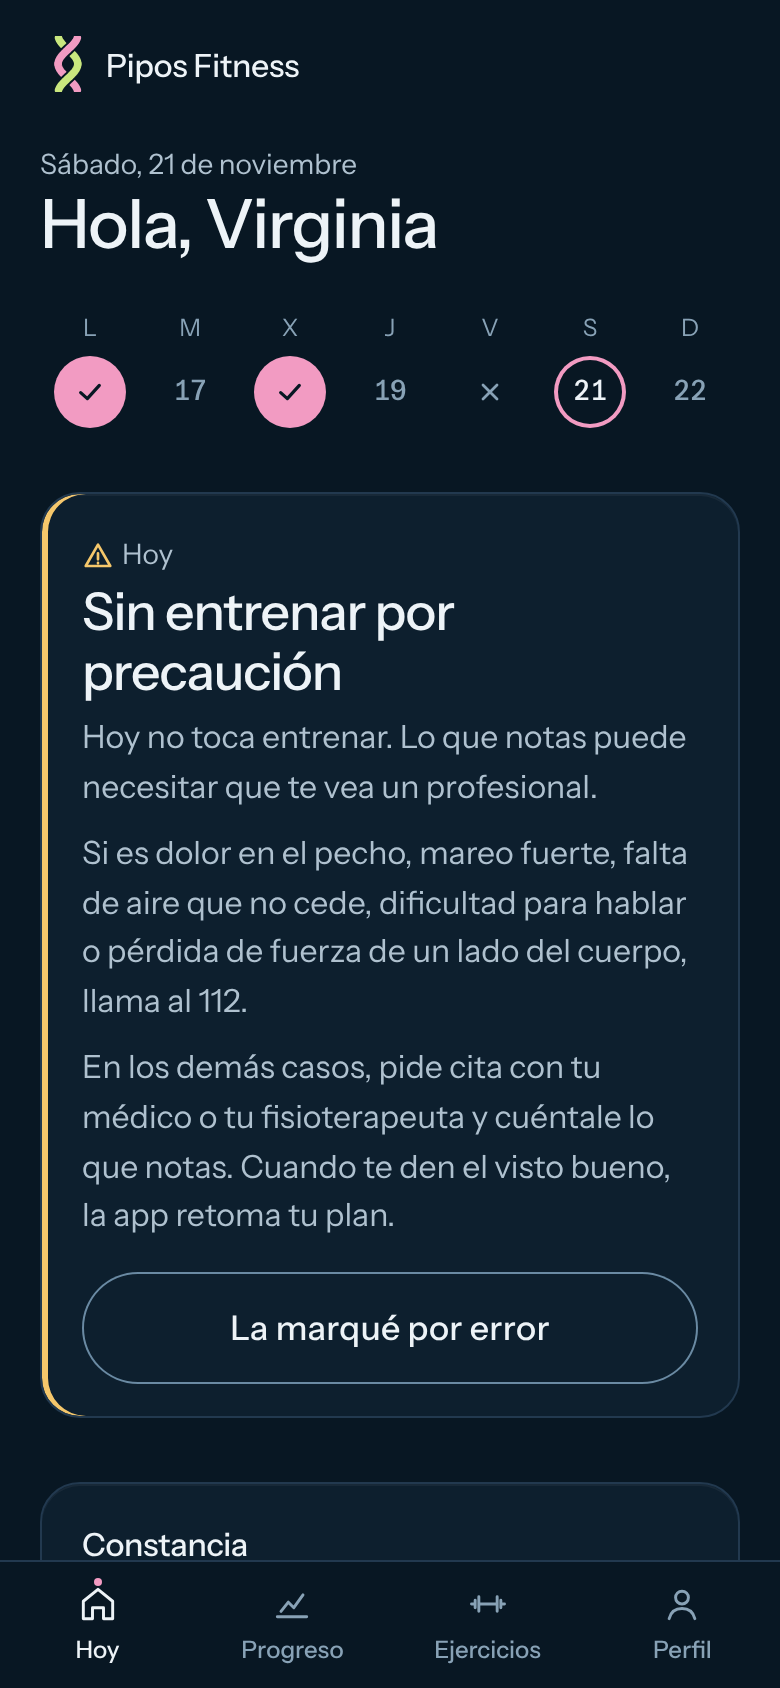 Pipos Fitness
Sábado, 21 de noviembre
Hola, Virginia
L M X J V S D
17 19 21 22
Hoy
Sin entrenar por
precaución
Hoy no toca entrenar. Lo que notas puede
necesitar que te vea un profesional.
Si es dolor en el pecho, mareo fuerte, falta
de aire que no cede, dificultad para hablar
o pérdida de fuerza de un lado del cuerpo,
llama al 112.
En los demás casos, pide cita con tu
médico o tu fisioterapeuta y cuéntale lo
que notas. Cuando te den el visto bueno,
la app retoma tu plan.
La marqué por error
Constancia
Hoy Progreso Ejercicios Perfil